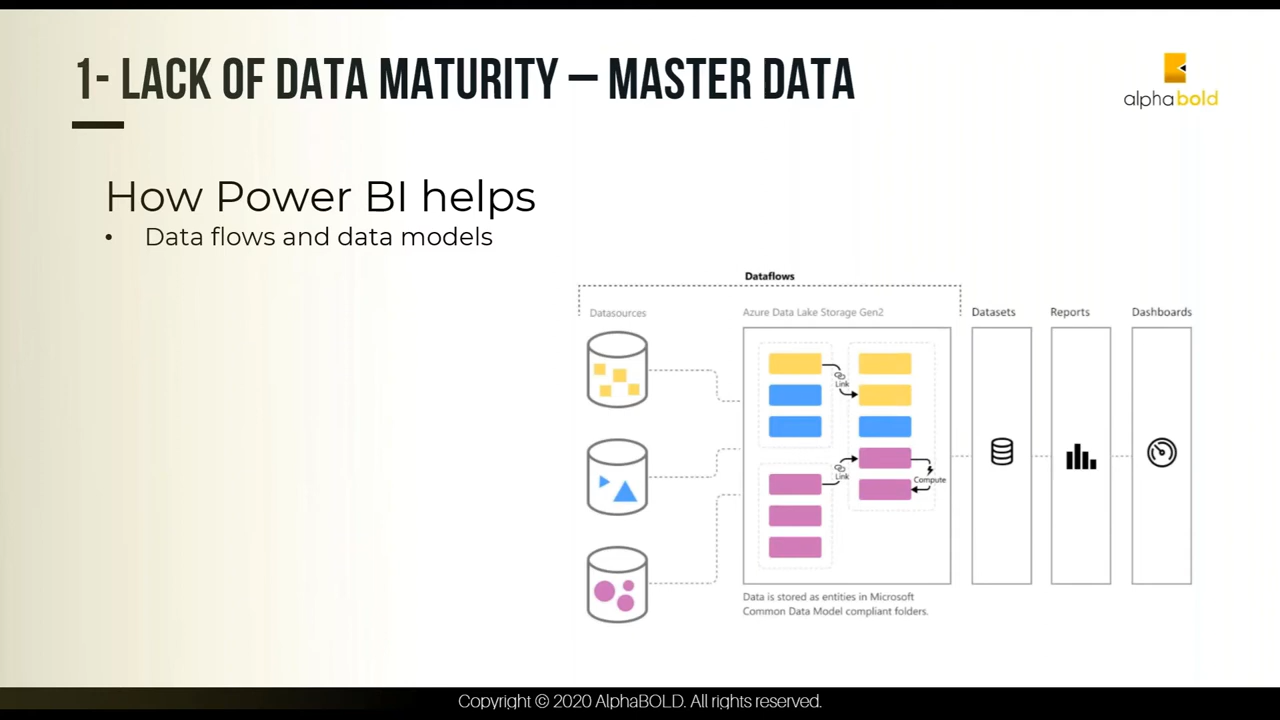 1- LACK OF DATA MATURITY – MASTER DATA
alphabold
How Power BI helps
• Data flows and data models
Dataflows
Datasources
Azure Data Lake Storage Gen2
Datasets
Reports
Dashboards
Link
Link
Compute
Data is stored as entities in Microsoft
Common Data Model compliant folders.
Copyright © 2020 AlphaBOLD. All rights reserved.